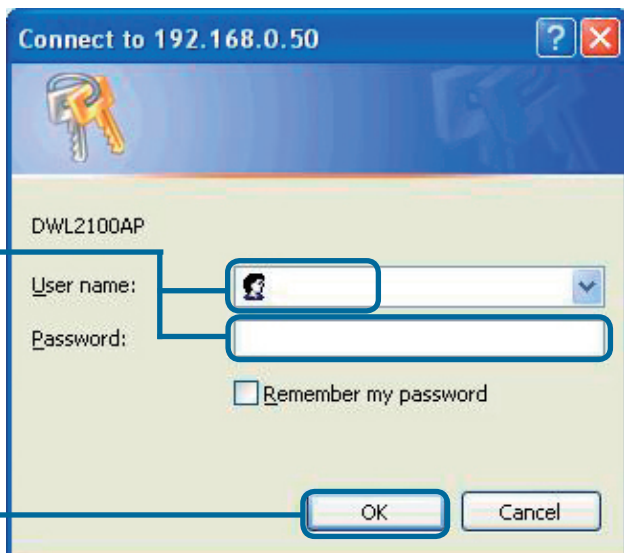 Connect to 192.168.0.50
DWL2100AP
User name:
Password:
Remember my password
OK
Cancel